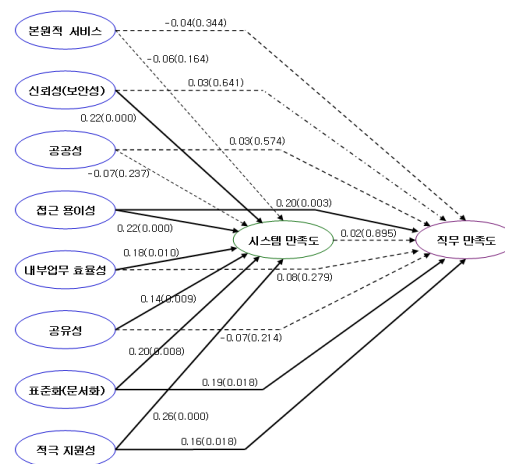 본원적 서비스
-0.04(0.344)
-0.06(0.164)
신뢰성(보안성)
0.03(0.641)
0.22(0.000)
공공성
0.03(0.574)
-0.07(0.237)
접근 용이성
0.20(0.003)
0.22(0.000)
시스템 만족도
0.02(0.895)
직무 만족도
0.18(0.010)
내부업무 효율성
0.08(0.279)
0.14(0.009)
공유성
-0.07(0.214)
0.20(0.008)
표준화(문서화)
0.19(0.018)
0.26(0.000)
적극 지원성
0.16(0.018)